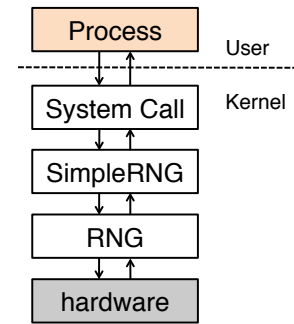 Process
User
System Call
Kernel
SimpleRNG
RNG
hardware